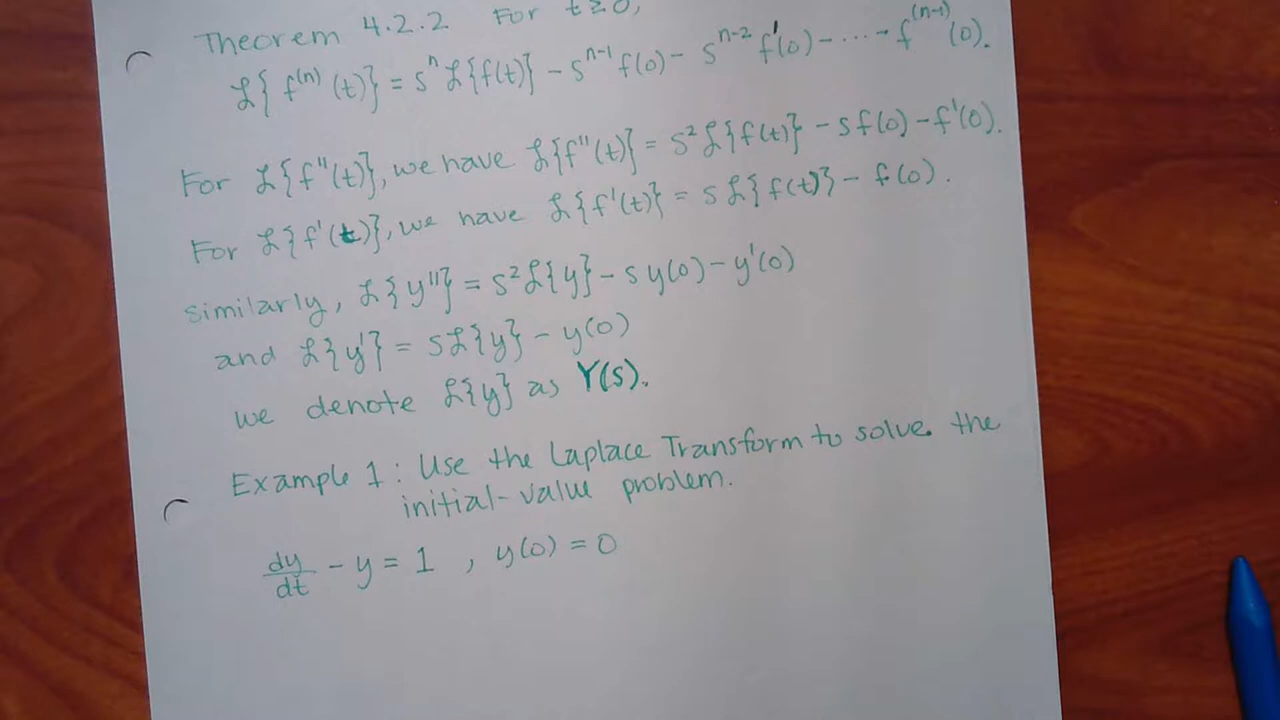 Theorem 4.2.2 For t ≥ 0,
ℒ{f⁽ⁿ⁾(t)} = sⁿℒ{f(t)} - sⁿ⁻¹f(0) - sⁿ⁻²f'(0) - ..... - f⁽ⁿ⁻¹⁾(0).
For ℒ{f"(t)}, we have ℒ{f"(t)} = s²ℒ{f(t)} - sf(0) - f'(0).
For ℒ{f'(t)}, we have ℒ{f'(t)} = sℒ{f(t)} - f(0).
similarly, ℒ{y"} = s²ℒ{y} - sy(0) - y'(0)
and ℒ{y'} = sℒ{y} - y(0)
we denote ℒ{y} as Y(s).
Example 1: Use the Laplace Transform to solve the
initial-value problem.
dy/dt - y = 1 , y(0) = 0